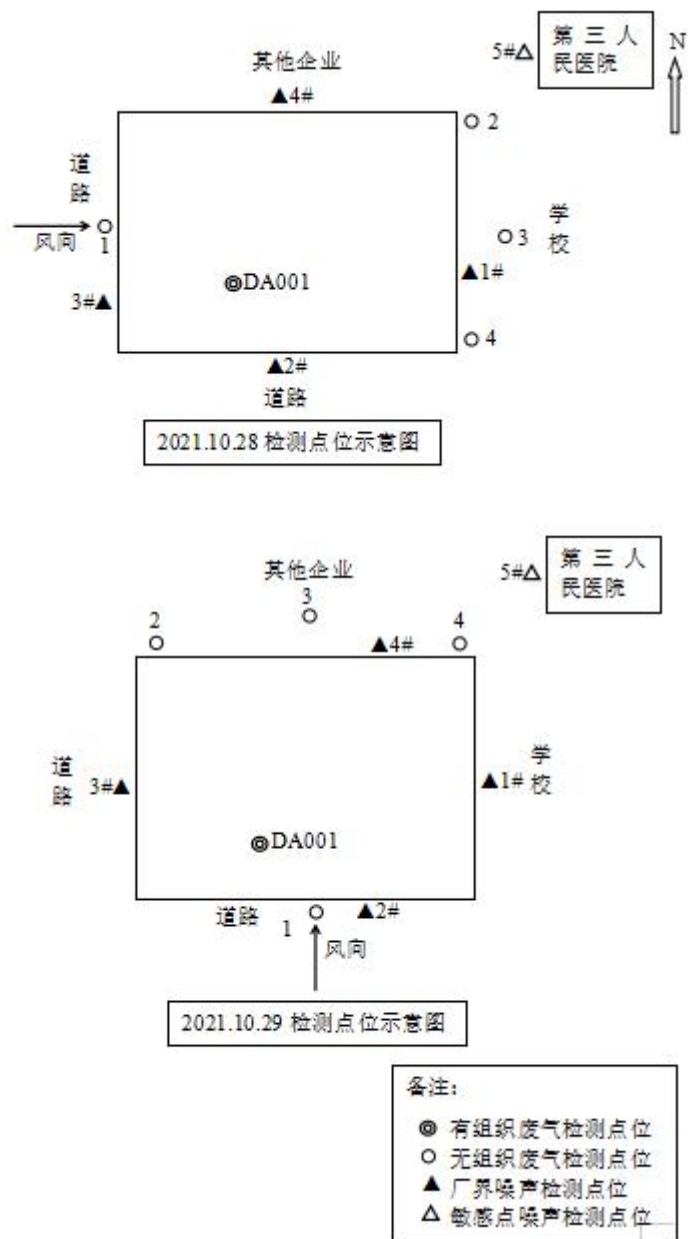 第三人
民医院
5#△
N
其他企业
▲4#
2
道
路
学
校
3
风向
1
▲1#
DA001
3#▲
4
▲2#
道路
2021.10.28 检测点位示意图
第三人
民医院
5#△
其他企业
3
2
4
▲4#
道
路
学
校
3#▲
▲1#
DA001
道路
1
▲2#
风向
2021.10.29 检测点位示意图
备注：
◎ 有组织废气检测点位
○ 无组织废气检测点位
▲ 厂界噪声检测点位
△ 敏感点噪声检测点位